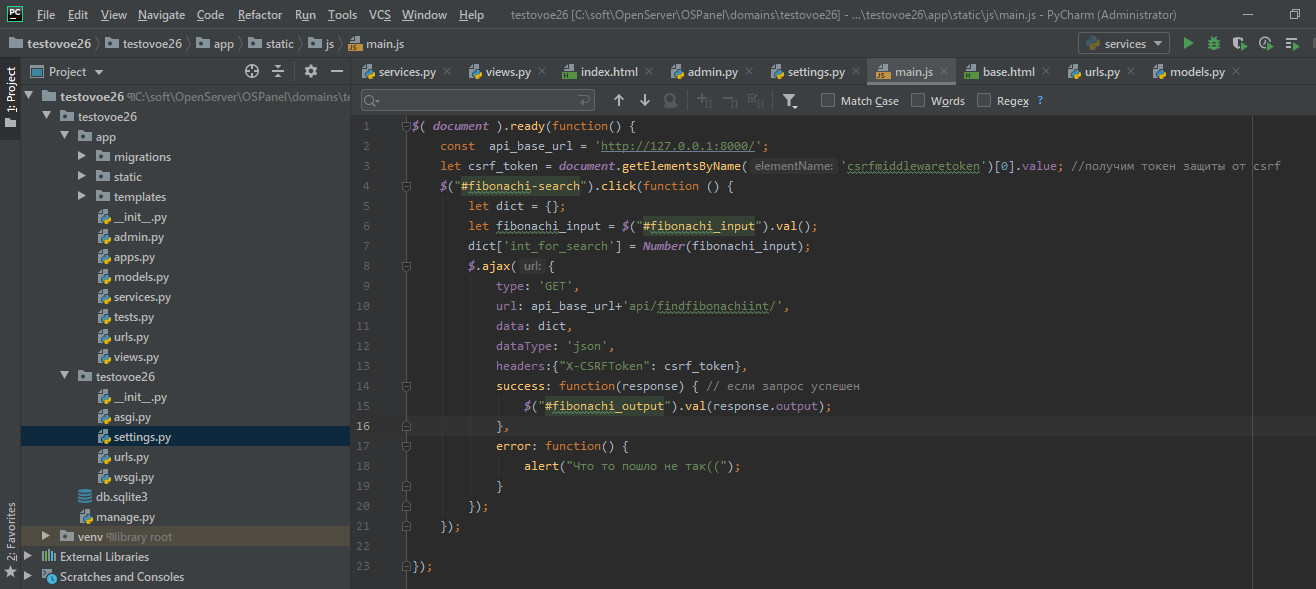 PC File Edit View Navigate Code Refactor Run Tools VCS Window Help testovoe26 [C:\soft\OpenServer\OSPanel\domains\testovoe26] - ...\testovoe26\app\static\js\main.js - PyCharm (Administrator)
testovoe26 testovoe26 app static js main.js services
Project services.py views.py index.html admin.py settings.py main.js base.html urls.py models.py
1: Project
Match Case Words Regex ?
testovoe26 C:\soft\OpenServer\OSPanel\domains\te
testovoe26
app
migrations
static
templates
__init__.py
admin.py
apps.py
models.py
services.py
tests.py
urls.py
views.py
testovoe26
__init__.py
asgi.py
settings.py
urls.py
wsgi.py
db.sqlite3
manage.py
venv library root
External Libraries
Scratches and Consoles
2: Favorites
1 $( document ).ready(function() {
2 const api_base_url = 'http://127.0.0.1:8000/';
3 let csrf_token = document.getElementsByName( elementName: 'csrfmiddlewaretoken')[0].value; //получим токен защиты от csrf
4 $("#fibonachi-search").click(function () {
5 let dict = {};
6 let fibonachi_input = $("#fibonachi_input").val();
7 dict['int_for_search'] = Number(fibonachi_input);
8 $.ajax( url: {
9 type: 'GET',
10 url: api_base_url+'api/findfibonachiint/',
11 data: dict,
12 dataType: 'json',
13 headers:{"X-CSRFToken": csrf_token},
14 success: function(response) { // если запрос успешен
15 $("#fibonachi_output").val(response.output);
16 },
17 error: function() {
18 alert("Что то пошло не так((");
19 }
20 });
21 });
22
23 });